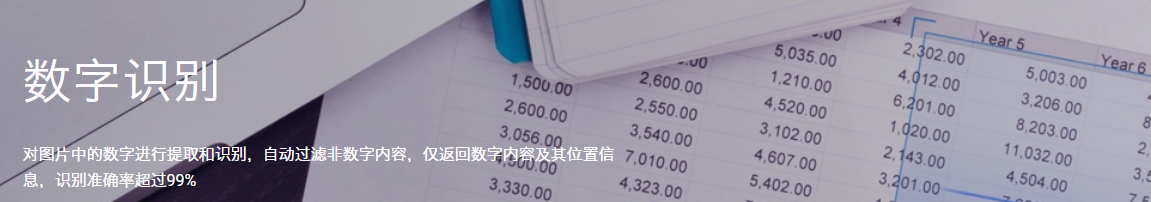 数字识别
对图片中的数字进行提取和识别，自动过滤非数字内容，仅返回数字内容及其位置信
息，识别准确率超过99%
Year 5
Year 6
5,035.00 2,302.00 5,003.00
1,500.00 2,600.00 1,210.00 4,012.00 3,206.00
2,600.00 2,550.00 4,520.00 6,201.00 8,203.00
3,056.00 3,540.00 3,102.00 1,020.00 11,032.00
7,010.00 4,607.00 2,143.00 4,504.00
3,330.00 4,323.00 5,402.00 3,201.00